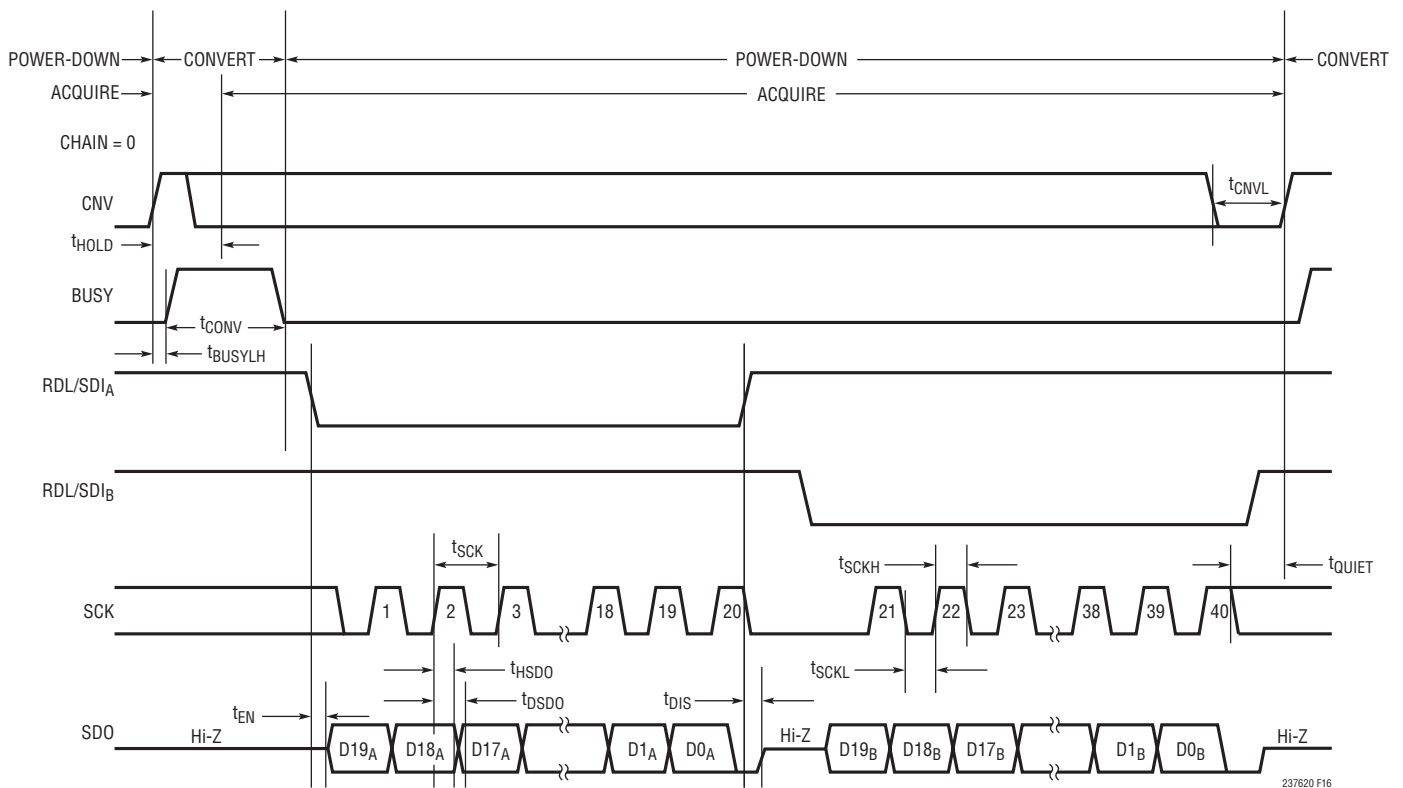 POWER-DOWN CONVERT POWER-DOWN CONVERT
ACQUIRE ACQUIRE
CHAIN = 0
CNV tCNVL
tHOLD
BUSY
tCONV
tBUSYLH
RDL/SDIA
RDL/SDIB
tSCK tSCKH tQUIET
SCK 1 2 3 18 19 20 21 22 23 38 39 40
tHSDO tSCKL
tDSDO tDIS
tEN
SDO Hi-Z D19A D18A D17A D1A D0A Hi-Z D19B D18B D17B D1B D0B Hi-Z
237620 F16